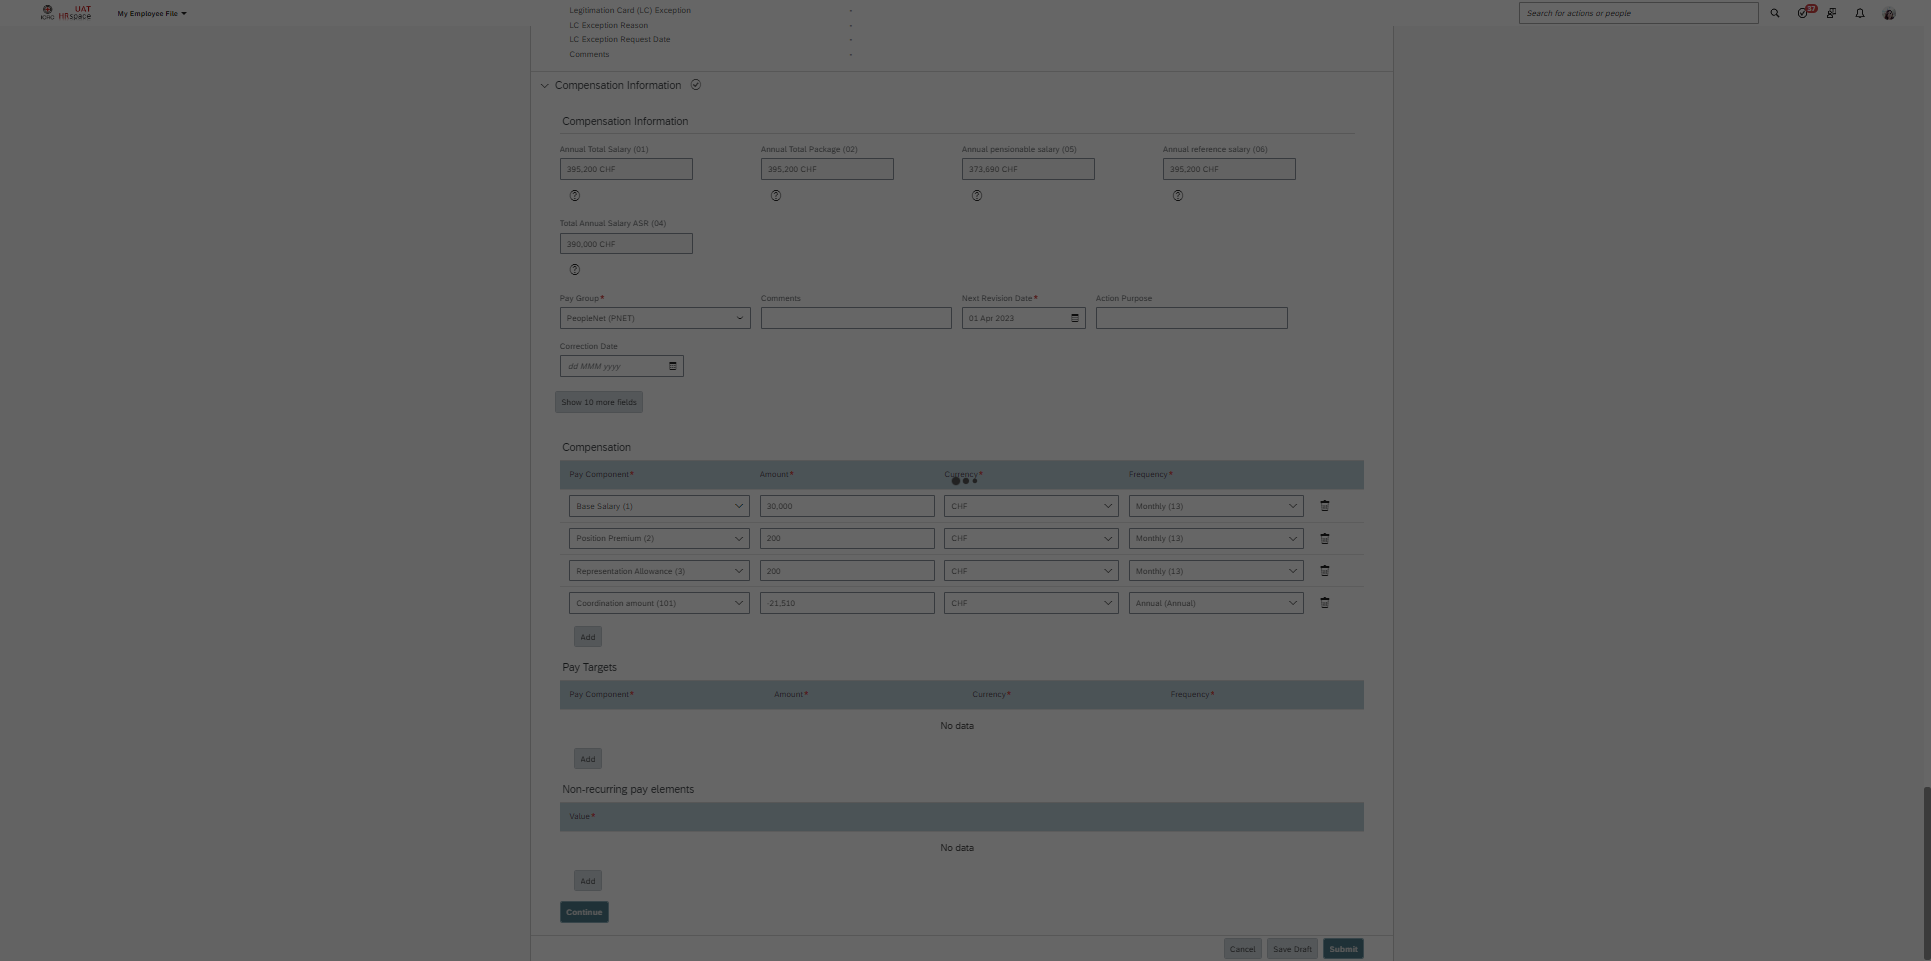 ICRC
UAT
HRspace
My Employee File
Search for actions or people
37
Legitimation Card (LC) Exception -
LC Exception Reason -
LC Exception Request Date -
Comments -
Compensation Information
Compensation Information
Annual Total Salary (01) Annual Total Package (02) Annual pensionable salary (05) Annual reference salary (06)
395,200 CHF 395,200 CHF 373,690 CHF 395,200 CHF
Total Annual Salary ASR (04)
390,000 CHF
Pay Group* Comments Next Revision Date* Action Purpose
PeopleNet (PNET) 01 Apr 2023
Correction Date
dd MMM yyyy
Show 10 more fields
Compensation
Pay Component* Amount* Currency* Frequency*
Base Salary (1) 30,000 CHF Monthly (13)
Position Premium (2) 200 CHF Monthly (13)
Representation Allowance (3) 200 CHF Monthly (13)
Coordination amount (101) -21,510 CHF Annual (Annual)
Add
Pay Targets
Pay Component* Amount* Currency* Frequency*
No data
Add
Non-recurring pay elements
Value*
No data
Add
Continue
Cancel Save Draft Submit